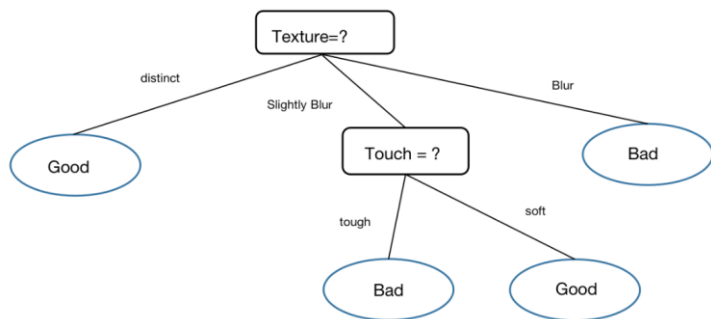 Texture=?
distinct
Slightly Blur
Blur
Good
Touch = ?
Bad
tough
soft
Bad
Good